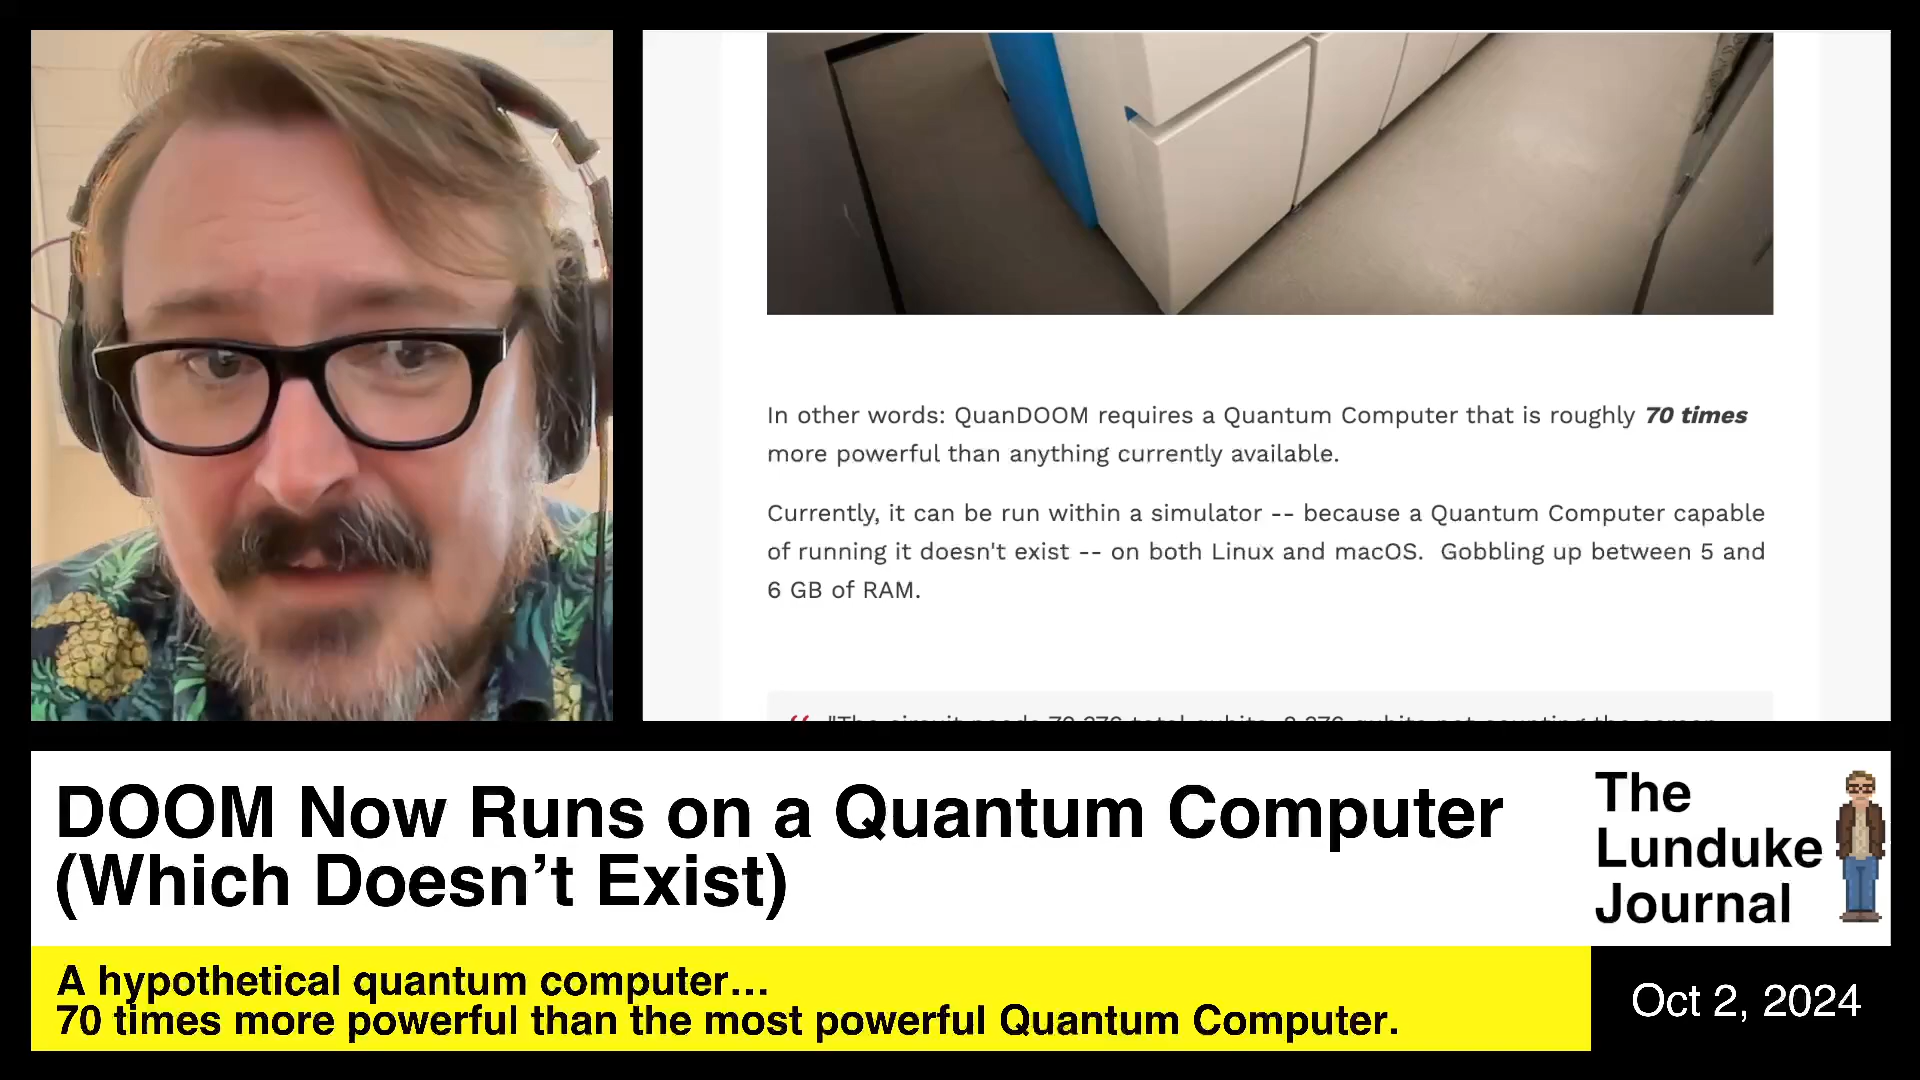 In other words: QuanDOOM requires a Quantum Computer that is roughly 70 times
more powerful than anything currently available.
Currently, it can be run within a simulator -- because a Quantum Computer capable
of running it doesn't exist -- on both Linux and macOS.  Gobbling up between 5 and
6 GB of RAM.
DOOM Now Runs on a Quantum Computer
(Which Doesn’t Exist)
The
Lunduke
Journal
A hypothetical quantum computer…
70 times more powerful than the most powerful Quantum Computer.
Oct 2, 2024